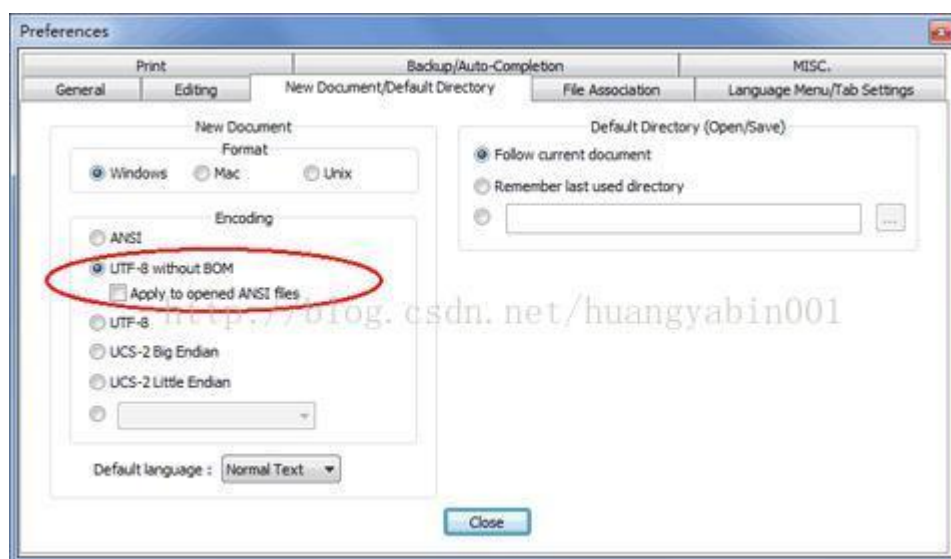 Preferences
Print Backup/Auto-Completion MISC.
General Editing New Document/Default Directory File Association Language Menu/Tab Settings
New Document
Format
Windows Mac Unix
Encoding
ANSI
UTF-8 without BOM
Apply to opened ANSI files
UTF-8
UCS-2 Big Endian
UCS-2 Little Endian
Default language : Normal Text
Default Directory (Open/Save)
Follow current document
Remember last used directory
...
http://blog.csdn.net/huangyabin001
Close